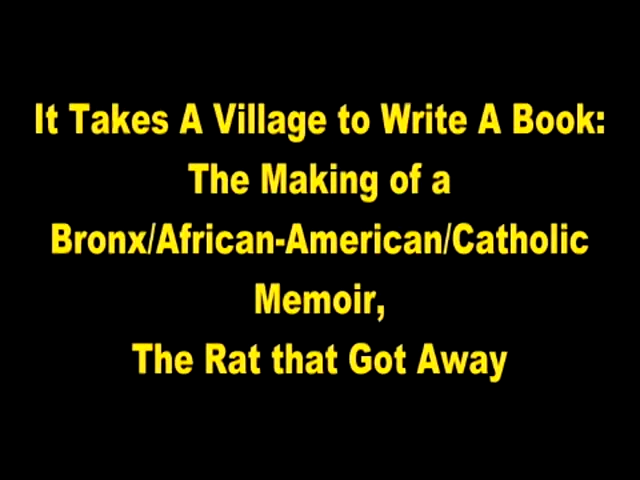 It Takes A Village to Write A Book:
The Making of a
Bronx/African-American/Catholic
Memoir,
The Rat that Got Away